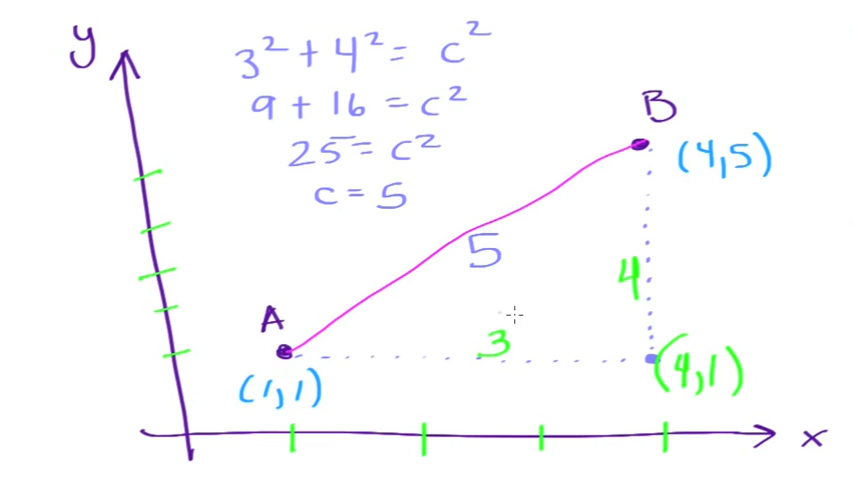 y
3² + 4² = c²
9 + 16 = c²
25 = c²
c = 5
B
(4,5)
5
4
A
3
(1,1)
(4,1)
x